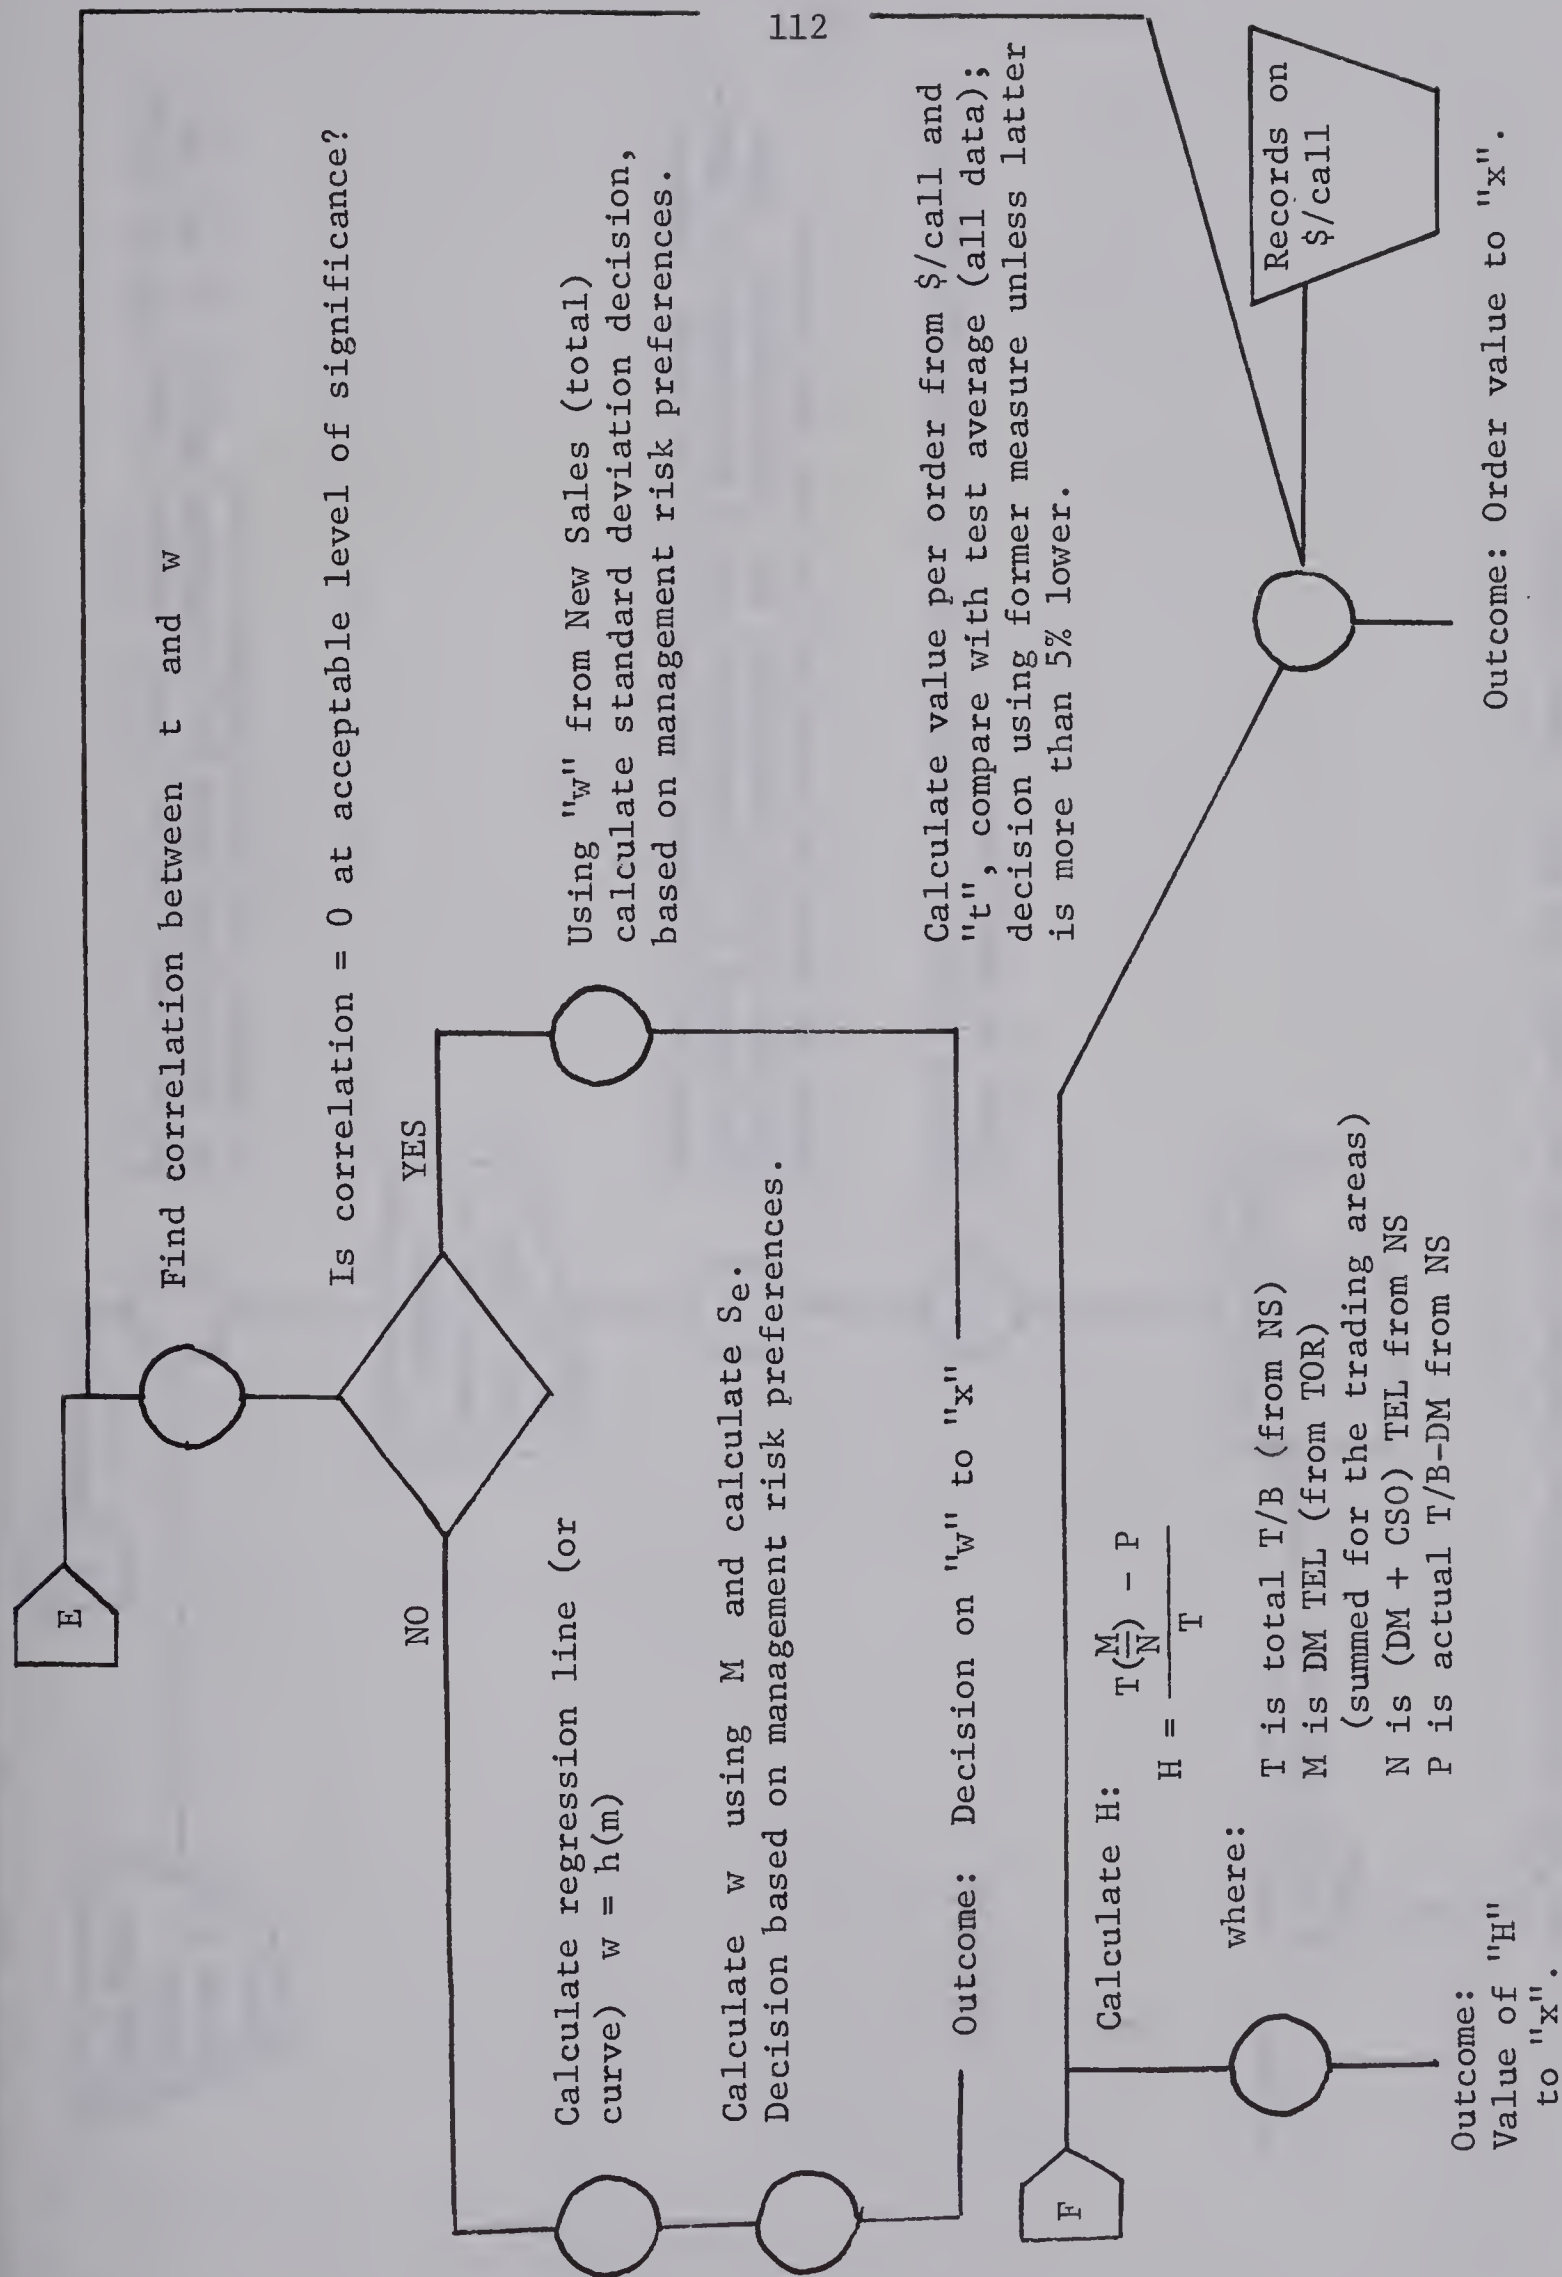 112
E
Find correlation between t and w
Is correlation = 0 at acceptable level of significance?
NO
YES
Calculate regression line (or
curve) w = h(m)
Using "w" from New Sales (total)
calculate standard deviation decision,
based on management risk preferences.
Calculate w using M and calculate Se.
Decision based on management risk preferences.
Outcome: Decision on "w" to "x"
Calculate value per order from $/call and
"t", compare with test average (all data);
decision using former measure unless latter
is more than 5% lower.
F
Calculate H:
H = T(M/N) - P
T
where:
T is total T/B (from NS)
M is DM TEL (from TOR)
(summed for the trading areas)
N is (DM + CSO) TEL from NS
P is actual T/B-DM from NS
Records on
$/call
Outcome:
Value of "H"
to "x".
Outcome: Order value to "x".